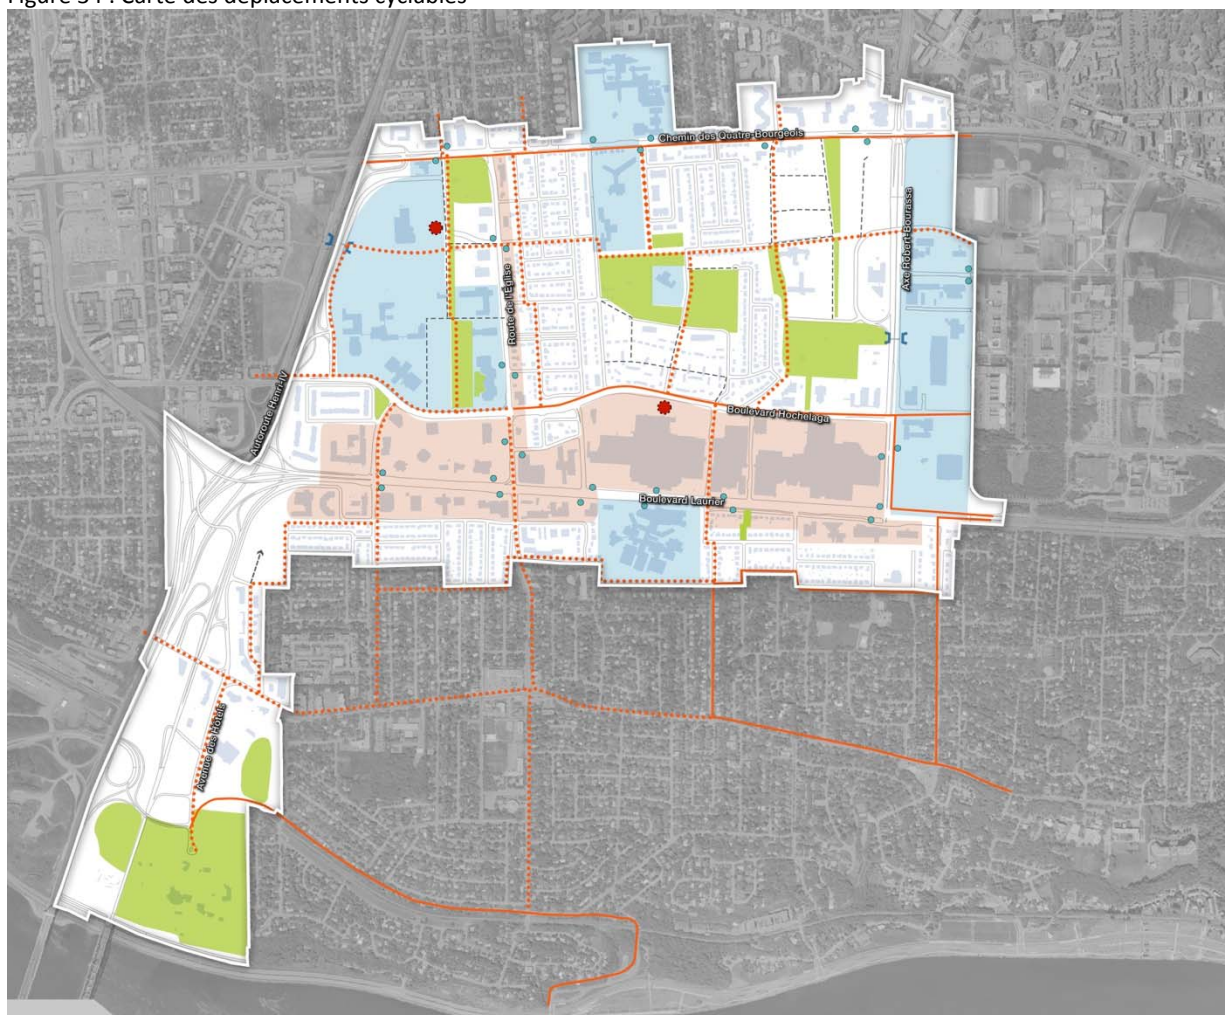 Figure 34 : Carte des déplacements cyclables
Chemin des Quatre-Bourgeois
Axe Robert-Bourassa
Route de l'Église
Autoroute Henri-IV
Boulevard Hochelaga
Boulevard Laurier
Avenue des Hôtels